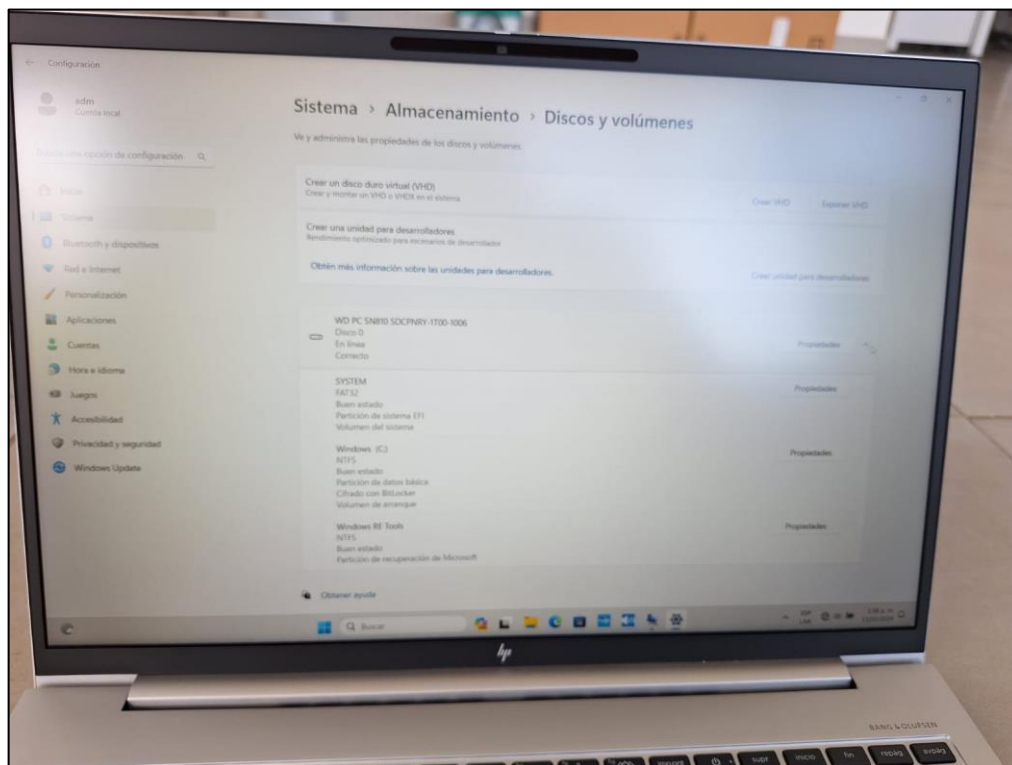 Configuración
adm
Cuenta local
Sistema > Almacenamiento > Discos y volúmenes
Ve y administra las propiedades de los discos y volúmenes.
una opción de configuración
Inicio
Sistema
Bluetooth y dispositivos
Red e Internet
Personalización
Aplicaciones
Cuentas
Hora e idioma
Juegos
Accesibilidad
Privacidad y seguridad
Windows Update
Crear un disco duro virtual (VHD)
Crear y montar un VHD o VHDX en el sistema
Crear VHD
Exponer VHD
Crear una unidad para desarrolladores
Rendimiento optimizado para escenarios de desarrollador
Obtén más información sobre las unidades para desarrolladores.
Crear unidad para desarrolladores
WD PC SN810 SDCPNRY-1T00-1006
Disco 0
En línea
Correcto
Propiedades
SYSTEM
FAT32
Buen estado
Partición de sistema EFI
Volumen del sistema
Propiedades
Windows (C:)
NTFS
Buen estado
Partición de datos básica
Cifrado con BitLocker
Volumen de arranque
Propiedades
Windows RE Tools
NTFS
Buen estado
Partición de recuperación de Microsoft
Propiedades
Obtener ayuda
Buscar
ESP
LAA
hp
BANG & OLUFSEN
supr
inicio
fin
repág
avpág